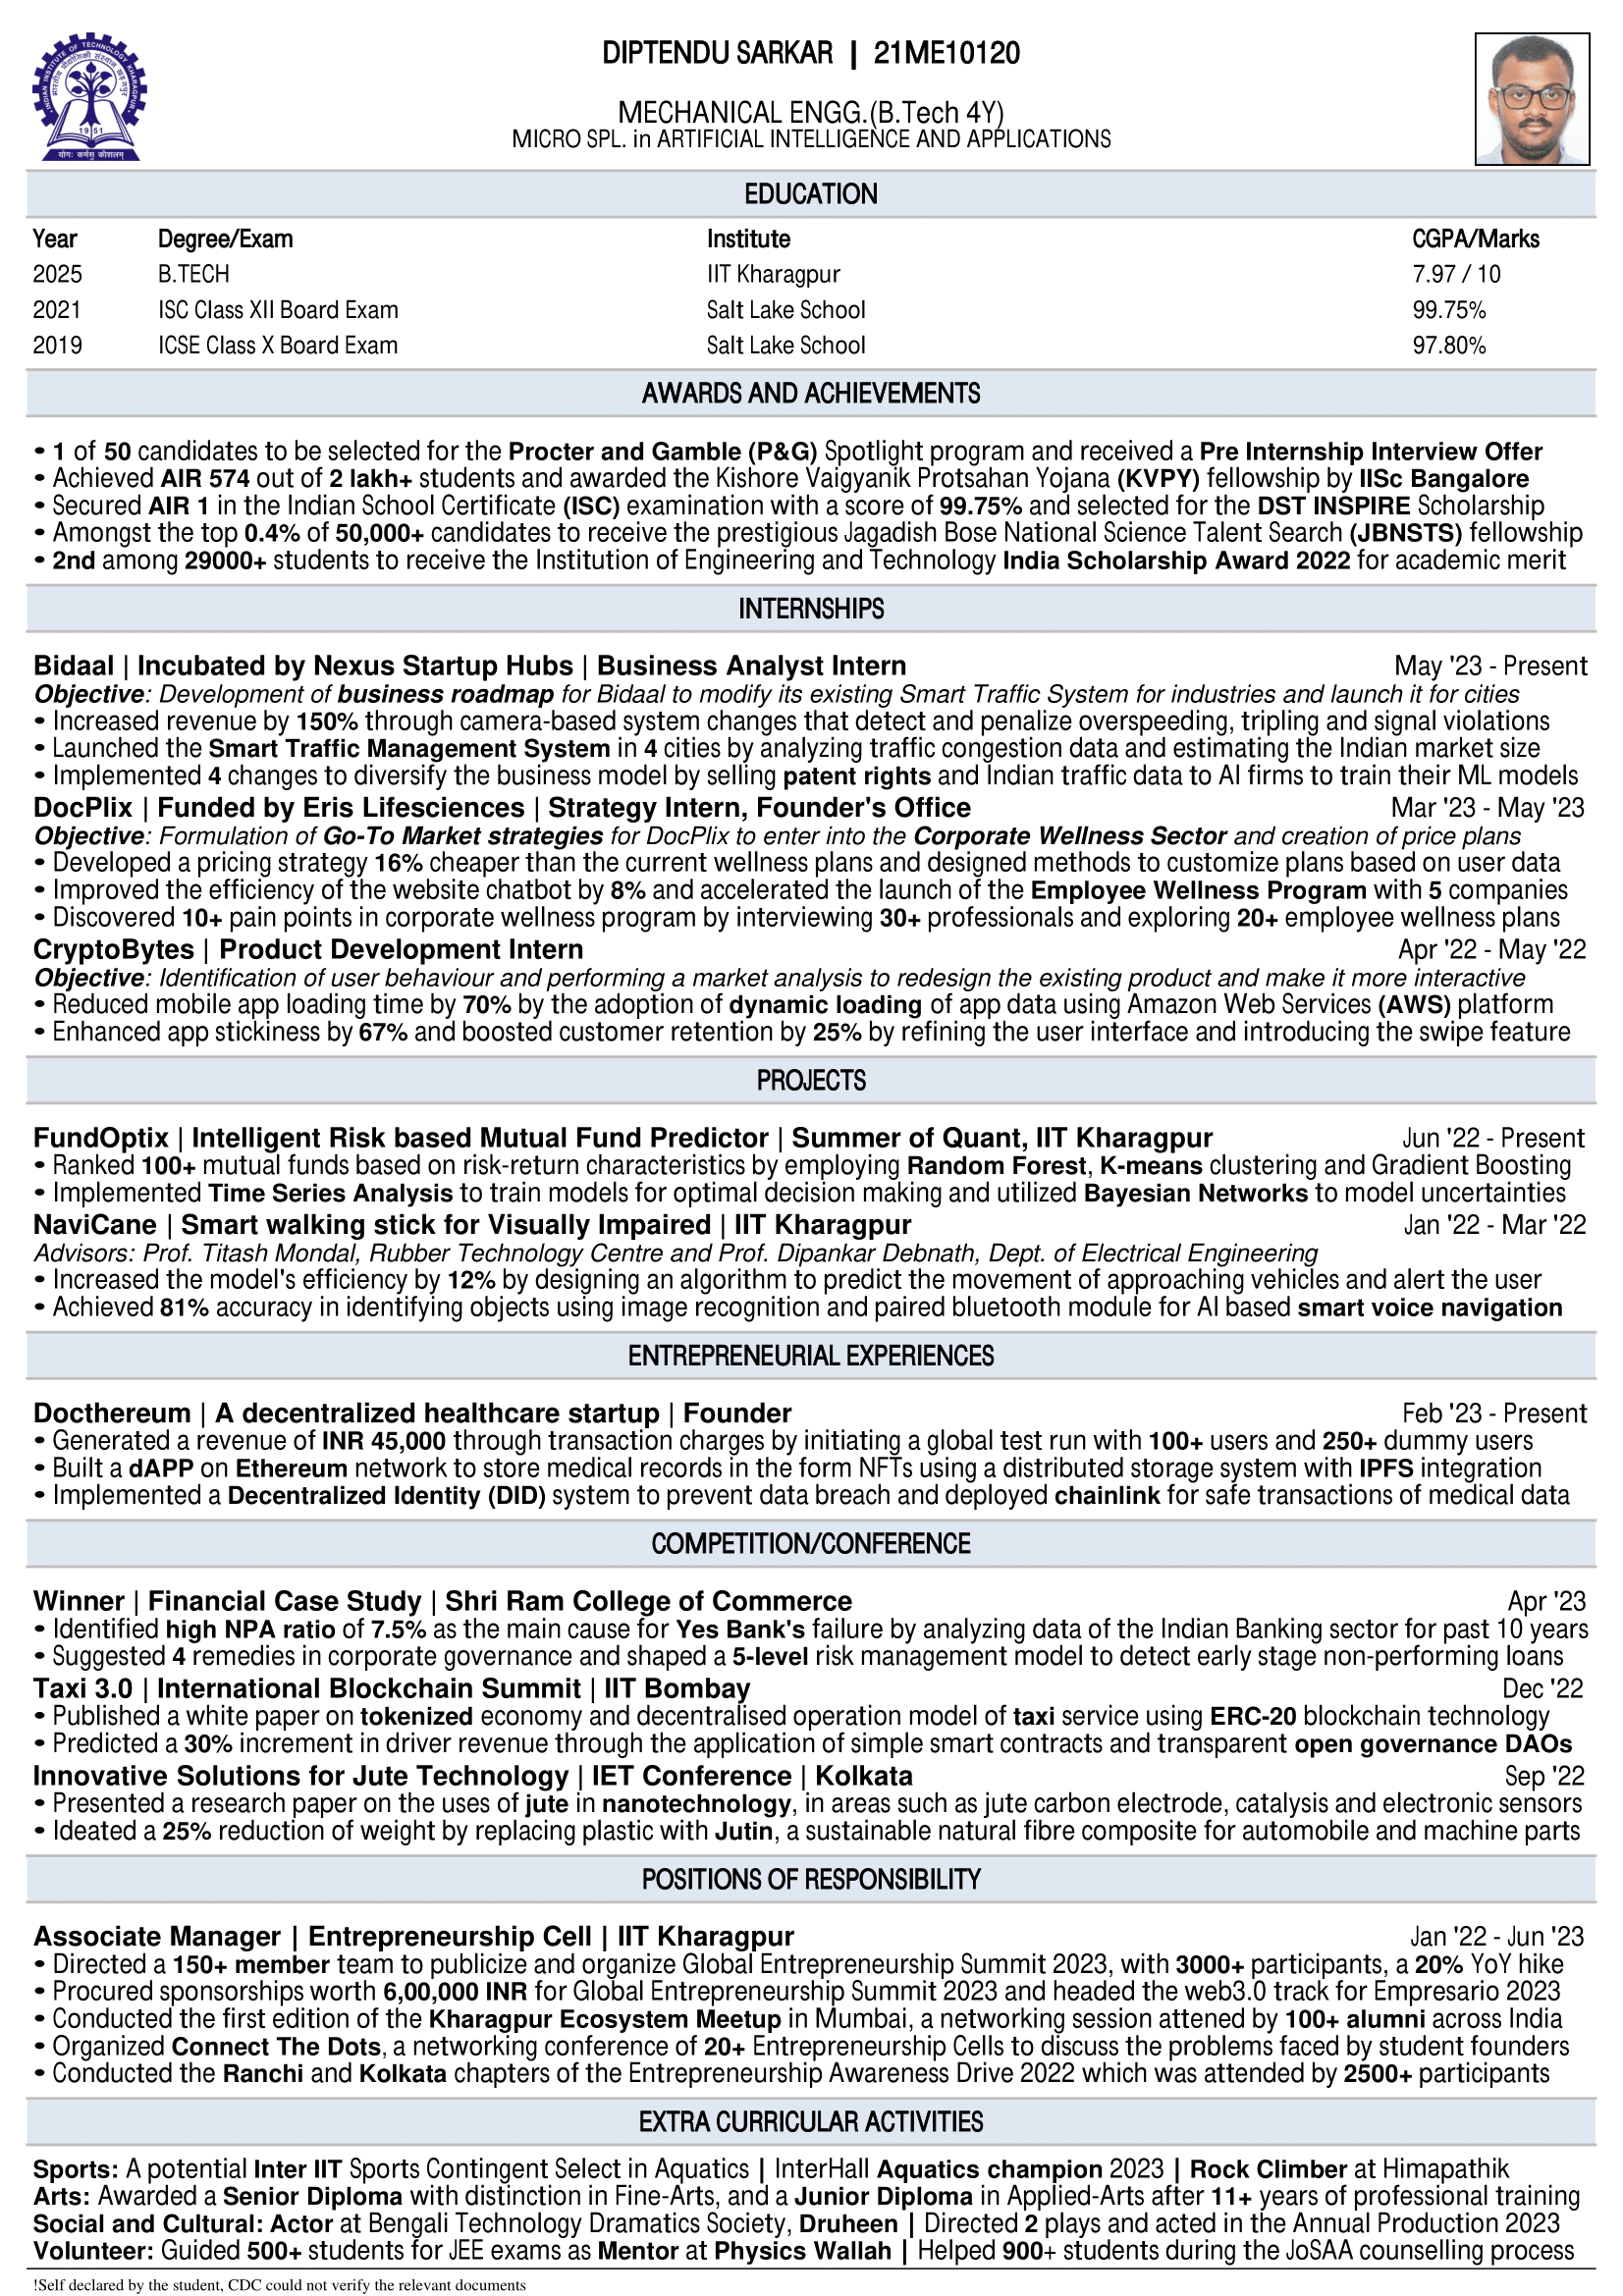 INDIAN INSTITUTE OF TECHNOLOGY KHARAGPUR
भारतीय प्रौद्योगिकी संस्थान खड़गपुर
1951
योगः कर्मसु कौशलम्
DIPTENDU SARKAR | 21ME10120
MECHANICAL ENGG.(B.Tech 4Y)
MICRO SPL. in ARTIFICIAL INTELLIGENCE AND APPLICATIONS
EDUCATION
Year Degree/Exam Institute CGPA/Marks
2025 B.TECH IIT Kharagpur 7.97 / 10
2021 ISC Class XII Board Exam Salt Lake School 99.75%
2019 ICSE Class X Board Exam Salt Lake School 97.80%
AWARDS AND ACHIEVEMENTS
• 1 of 50 candidates to be selected for the Procter and Gamble (P&G) Spotlight program and received a Pre Internship Interview Offer
• Achieved AIR 574 out of 2 lakh+ students and awarded the Kishore Vaigyanik Protsahan Yojana (KVPY) fellowship by IISc Bangalore
• Secured AIR 1 in the Indian School Certificate (ISC) examination with a score of 99.75% and selected for the DST INSPIRE Scholarship
• Amongst the top 0.4% of 50,000+ candidates to receive the prestigious Jagadish Bose National Science Talent Search (JBNSTS) fellowship
• 2nd among 29000+ students to receive the Institution of Engineering and Technology India Scholarship Award 2022 for academic merit
INTERNSHIPS
Bidaal | Incubated by Nexus Startup Hubs | Business Analyst Intern May '23 - Present
Objective: Development of business roadmap for Bidaal to modify its existing Smart Traffic System for industries and launch it for cities
• Increased revenue by 150% through camera-based system changes that detect and penalize overspeeding, tripling and signal violations
• Launched the Smart Traffic Management System in 4 cities by analyzing traffic congestion data and estimating the Indian market size
• Implemented 4 changes to diversify the business model by selling patent rights and Indian traffic data to AI firms to train their ML models
DocPlix | Funded by Eris Lifesciences | Strategy Intern, Founder's Office Mar '23 - May '23
Objective: Formulation of Go-To Market strategies for DocPlix to enter into the Corporate Wellness Sector and creation of price plans
• Developed a pricing strategy 16% cheaper than the current wellness plans and designed methods to customize plans based on user data
• Improved the efficiency of the website chatbot by 8% and accelerated the launch of the Employee Wellness Program with 5 companies
• Discovered 10+ pain points in corporate wellness program by interviewing 30+ professionals and exploring 20+ employee wellness plans
CryptoBytes | Product Development Intern Apr '22 - May '22
Objective: Identification of user behaviour and performing a market analysis to redesign the existing product and make it more interactive
• Reduced mobile app loading time by 70% by the adoption of dynamic loading of app data using Amazon Web Services (AWS) platform
• Enhanced app stickiness by 67% and boosted customer retention by 25% by refining the user interface and introducing the swipe feature
PROJECTS
FundOptix | Intelligent Risk based Mutual Fund Predictor | Summer of Quant, IIT Kharagpur Jun '22 - Present
• Ranked 100+ mutual funds based on risk-return characteristics by employing Random Forest, K-means clustering and Gradient Boosting
• Implemented Time Series Analysis to train models for optimal decision making and utilized Bayesian Networks to model uncertainties
NaviCane | Smart walking stick for Visually Impaired | IIT Kharagpur Jan '22 - Mar '22
Advisors: Prof. Titash Mondal, Rubber Technology Centre and Prof. Dipankar Debnath, Dept. of Electrical Engineering
• Increased the model's efficiency by 12% by designing an algorithm to predict the movement of approaching vehicles and alert the user
• Achieved 81% accuracy in identifying objects using image recognition and paired bluetooth module for AI based smart voice navigation
ENTREPRENEURIAL EXPERIENCES
Docthereum | A decentralized healthcare startup | Founder Feb '23 - Present
• Generated a revenue of INR 45,000 through transaction charges by initiating a global test run with 100+ users and 250+ dummy users
• Built a dAPP on Ethereum network to store medical records in the form NFTs using a distributed storage system with IPFS integration
• Implemented a Decentralized Identity (DID) system to prevent data breach and deployed chainlink for safe transactions of medical data
COMPETITION/CONFERENCE
Winner | Financial Case Study | Shri Ram College of Commerce Apr '23
• Identified high NPA ratio of 7.5% as the main cause for Yes Bank's failure by analyzing data of the Indian Banking sector for past 10 years
• Suggested 4 remedies in corporate governance and shaped a 5-level risk management model to detect early stage non-performing loans
Taxi 3.0 | International Blockchain Summit | IIT Bombay Dec '22
• Published a white paper on tokenized economy and decentralised operation model of taxi service using ERC-20 blockchain technology
• Predicted a 30% increment in driver revenue through the application of simple smart contracts and transparent open governance DAOs
Innovative Solutions for Jute Technology | IET Conference | Kolkata Sep '22
• Presented a research paper on the uses of jute in nanotechnology, in areas such as jute carbon electrode, catalysis and electronic sensors
• Ideated a 25% reduction of weight by replacing plastic with Jutin, a sustainable natural fibre composite for automobile and machine parts
POSITIONS OF RESPONSIBILITY
Associate Manager | Entrepreneurship Cell | IIT Kharagpur Jan '22 - Jun '23
• Directed a 150+ member team to publicize and organize Global Entrepreneurship Summit 2023, with 3000+ participants, a 20% YoY hike
• Procured sponsorships worth 6,00,000 INR for Global Entrepreneurship Summit 2023 and headed the web3.0 track for Empresario 2023
• Conducted the first edition of the Kharagpur Ecosystem Meetup in Mumbai, a networking session attened by 100+ alumni across India
• Organized Connect The Dots, a networking conference of 20+ Entrepreneurship Cells to discuss the problems faced by student founders
• Conducted the Ranchi and Kolkata chapters of the Entrepreneurship Awareness Drive 2022 which was attended by 2500+ participants
EXTRA CURRICULAR ACTIVITIES
Sports: A potential Inter IIT Sports Contingent Select in Aquatics | InterHall Aquatics champion 2023 | Rock Climber at Himapathik
Arts: Awarded a Senior Diploma with distinction in Fine-Arts, and a Junior Diploma in Applied-Arts after 11+ years of professional training
Social and Cultural: Actor at Bengali Technology Dramatics Society, Druheen | Directed 2 plays and acted in the Annual Production 2023
Volunteer: Guided 500+ students for JEE exams as Mentor at Physics Wallah | Helped 900+ students during the JoSAA counselling process
!Self declared by the student, CDC could not verify the relevant documents